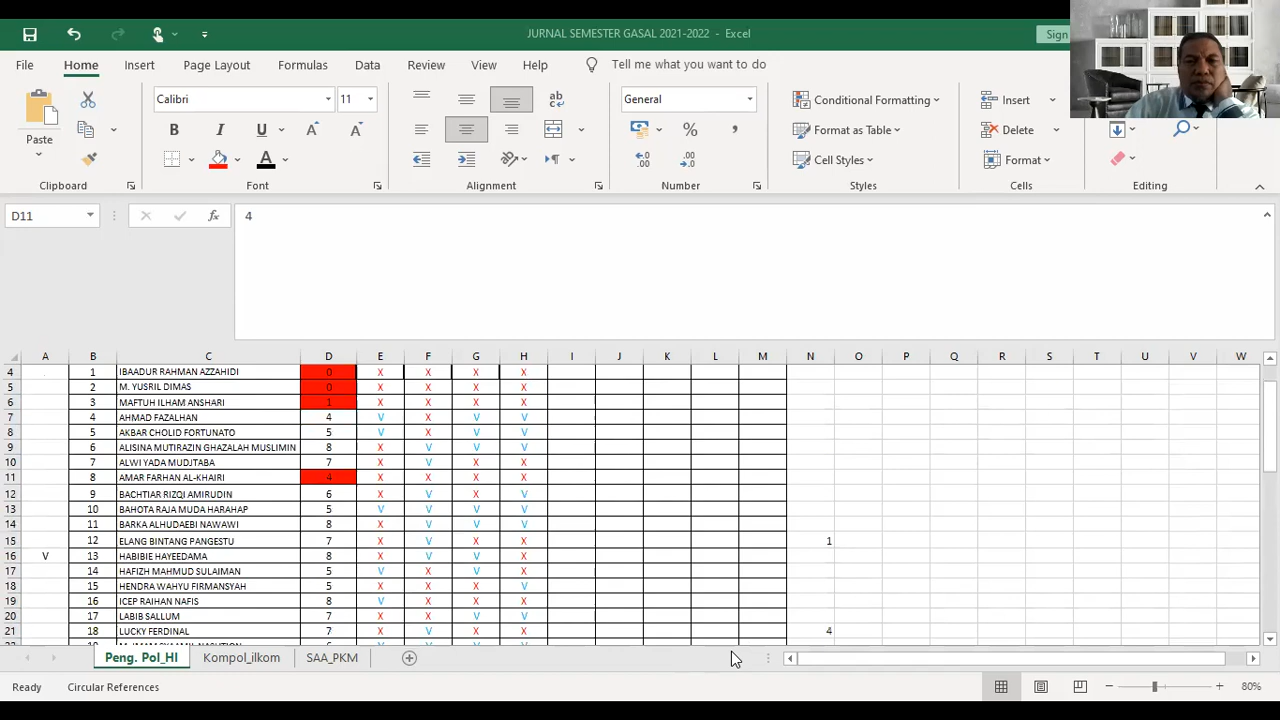 JURNAL SEMESTER GASAL 2021-2022 - Excel
Sign
File Home Insert Page Layout Formulas Data Review View Help Tell me what you want to do
Paste
Calibri 11
B I U A A
A
ab
General
% ,
Conditional Formatting
Format as Table
Cell Styles
Insert
Delete
Format
Clipboard Font Alignment Number Styles Cells Editing
D11 fx 4
A B C D E F G H I J K L M N O P Q R S T U V W
4 1 IBAADUR RAHMAN AZZAHIDI 0 X X X X
5 2 M. YUSRIL DIMAS 0 X X X X
6 3 MAFTUH ILHAM ANSHARI 1 X X X X
7 4 AHMAD FAZALHAN 4 V X V V
8 5 AKBAR CHOLID FORTUNATO 5 V X V V
9 6 ALISINA MUTIRAZIN GHAZALAH MUSLIMIN 8 X V V V
10 7 ALWI YADA MUDJTABA 7 X V X X
11 8 AMAR FARHAN AL-KHAIRI 4 X X X X
12 9 BACHTIAR RIZQI AMIRUDIN 6 X V X V
13 10 BAHOTA RAJA MUDA HARAHAP 5 V V V V
14 11 BARKA ALHUDAEBI NAWAWI 8 X V V V
15 12 ELANG BINTANG PANGESTU 7 X V X X 1
16 V 13 HABIBIE HAYEEDAMA 8 X V V X
17 14 HAFIZH MAHMUD SULAIMAN 5 V X V X
18 15 HENDRA WAHYU FIRMANSYAH 5 X X X V
19 16 ICEP RAIHAN NAFIS 8 V X X X
20 17 LABIB SALLUM 7 X X V V
21 18 LUCKY FERDINAL 7 X V X X 4
Peng. Pol_HI Kompol_ilkom SAA_PKM
Ready Circular References 80%